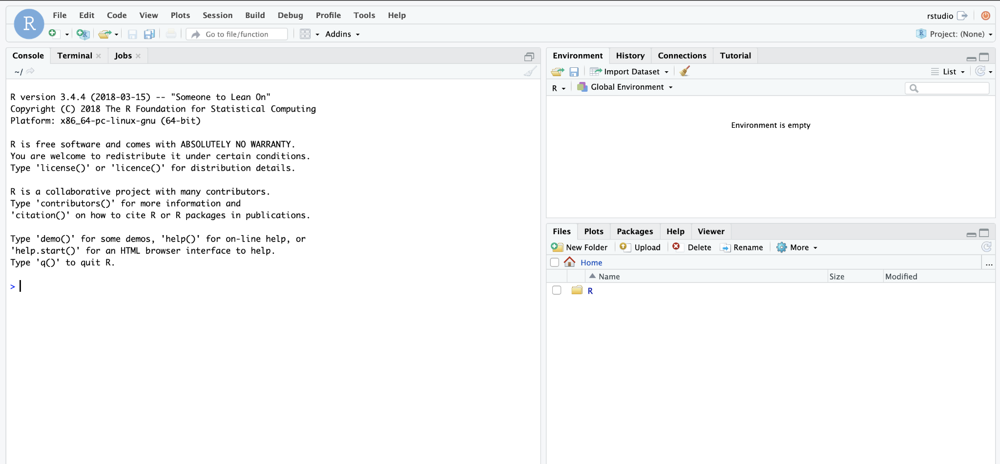 R
File Edit Code View Plots Session Build Debug Profile Tools Help
rstudio
R
Go to file/function
Addins
R
Project: (None)
Console Terminal Jobs
~/
R version 3.4.4 (2018-03-15) -- "Someone to Lean On"
Copyright (C) 2018 The R Foundation for Statistical Computing
Platform: x86_64-pc-linux-gnu (64-bit)
R is free software and comes with ABSOLUTELY NO WARRANTY.
You are welcome to redistribute it under certain conditions.
Type 'license()' or 'licence()' for distribution details.
R is a collaborative project with many contributors.
Type 'contributors()' for more information and
'citation()' on how to cite R or R packages in publications.
Type 'demo()' for some demos, 'help()' for on-line help, or
'help.start()' for an HTML browser interface to help.
Type 'q()' to quit R.
>
Environment History Connections Tutorial
Import Dataset
List
R
Global Environment
Environment is empty
Files Plots Packages Help Viewer
New Folder Upload Delete Rename More
Home
...
Name Size Modified
R